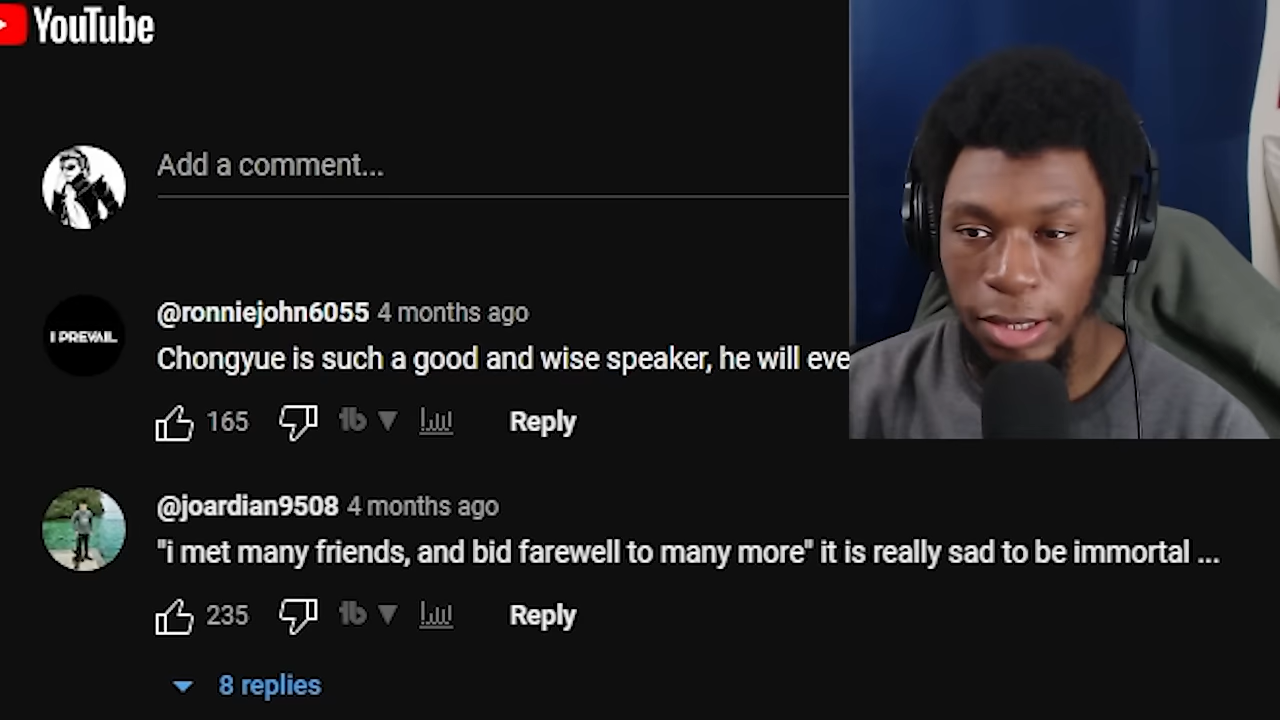 YouTube
Add a comment...
I PREVAIL
@ronniejohn6055 4 months ago
Chongyue is such a good and wise speaker, he will eve
165
1b
Reply
@joardian9508 4 months ago
"i met many friends, and bid farewell to many more" it is really sad to be immortal ...
235
1b
Reply
8 replies